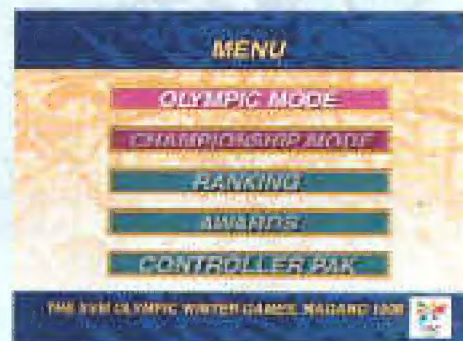 MENU
OLYMPIC MODE
CHAMPIONSHIP MODE
RANKING
AWARDS
CONTROLLER PAK
THE XVIII OLYMPIC WINTER GAMES, NAGANO 1998